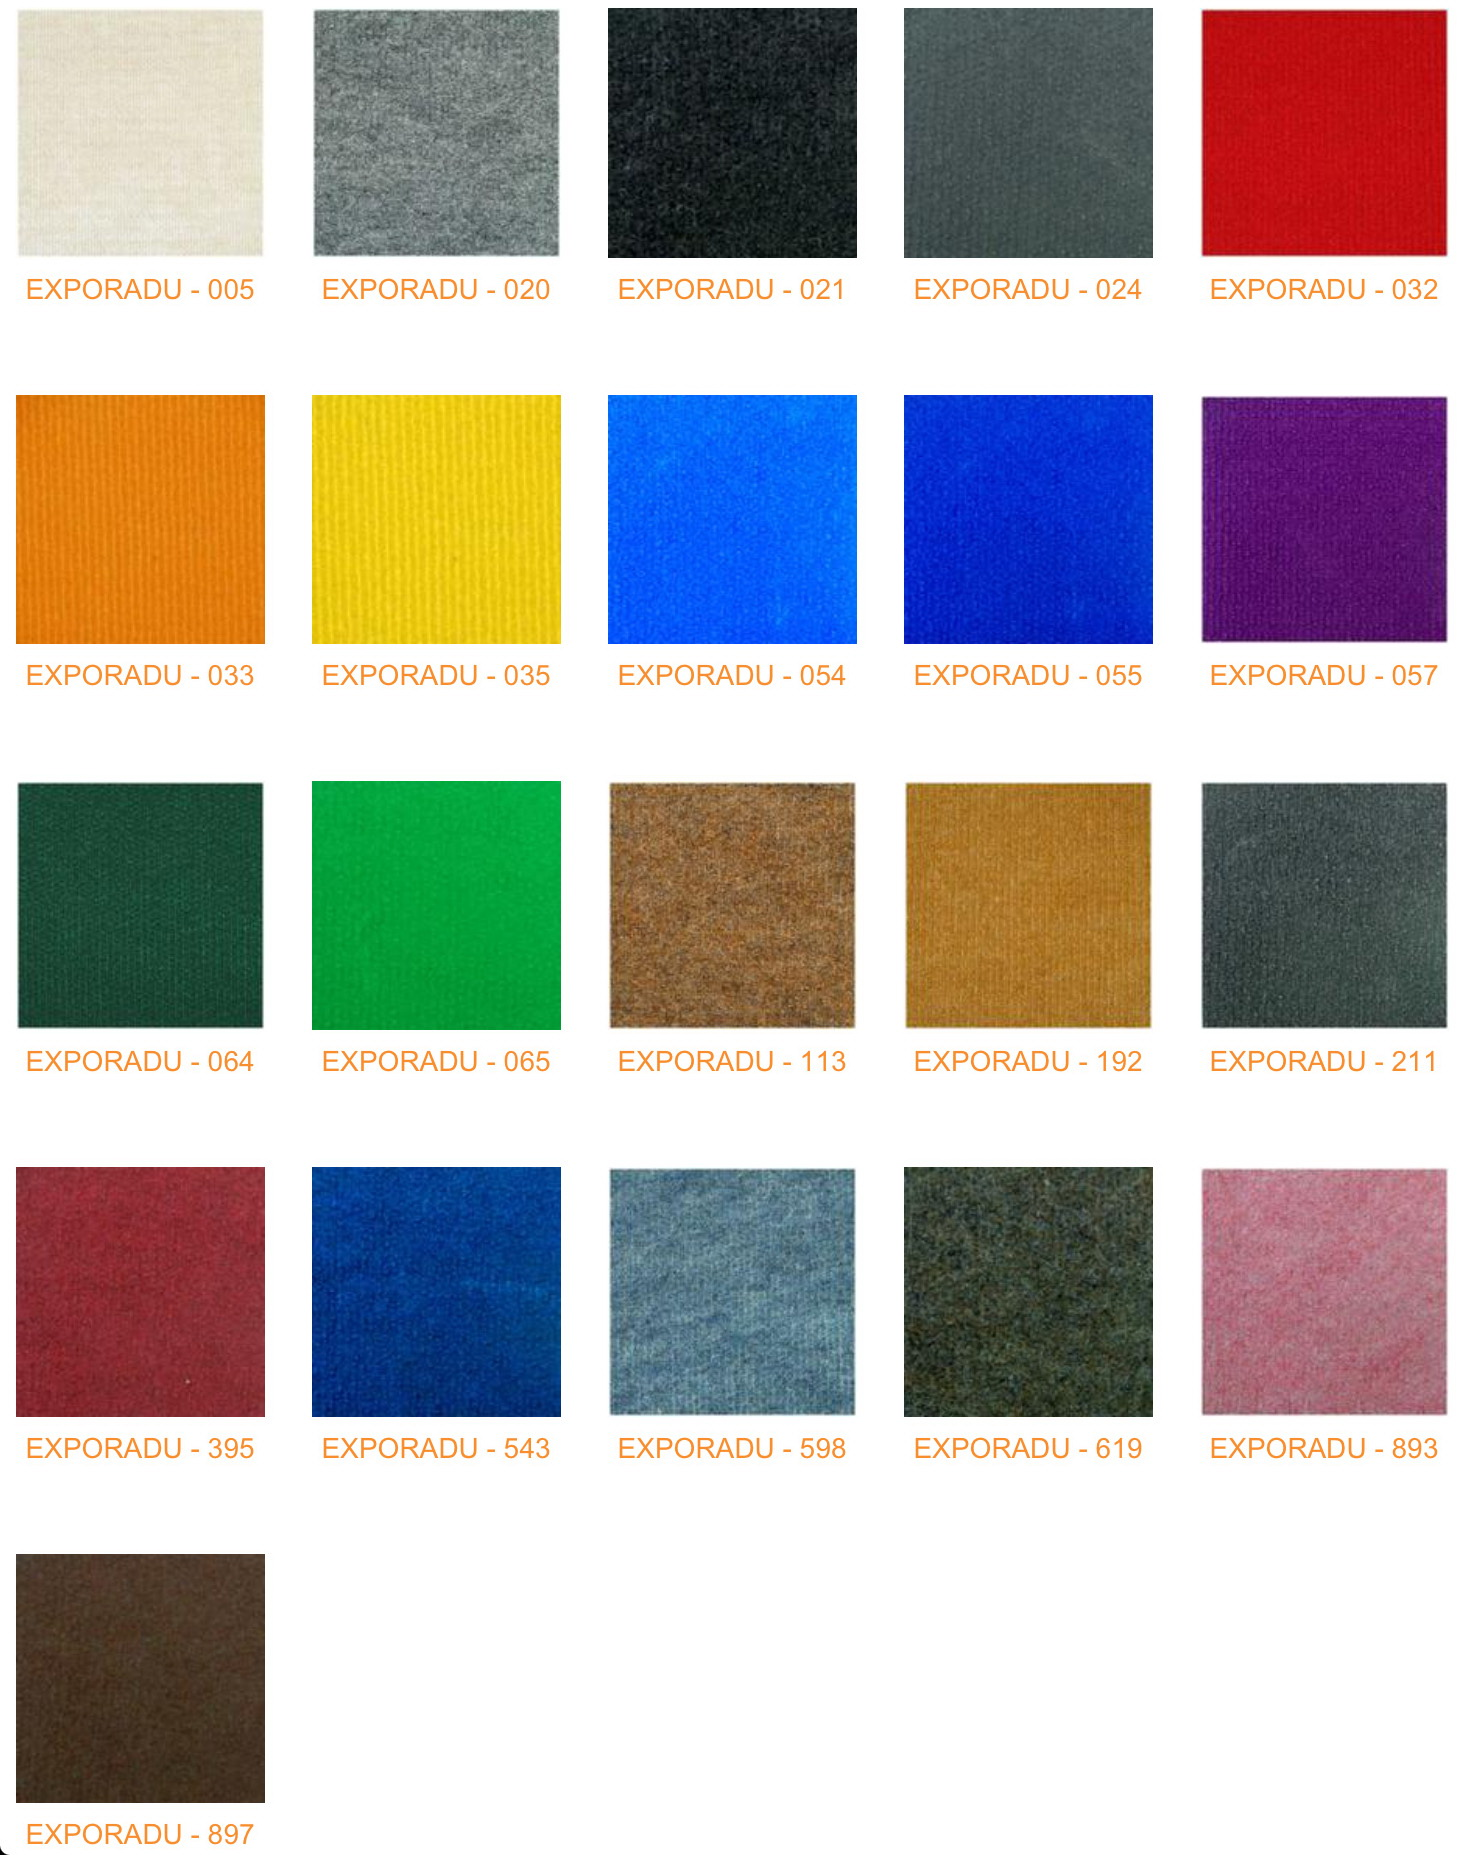 EXPORADU - 005
EXPORADU - 020
EXPORADU - 021
EXPORADU - 024
EXPORADU - 032
EXPORADU - 033
EXPORADU - 035
EXPORADU - 054
EXPORADU - 055
EXPORADU - 057
EXPORADU - 064
EXPORADU - 065
EXPORADU - 113
EXPORADU - 192
EXPORADU - 211
EXPORADU - 395
EXPORADU - 543
EXPORADU - 598
EXPORADU - 619
EXPORADU - 893
EXPORADU - 897